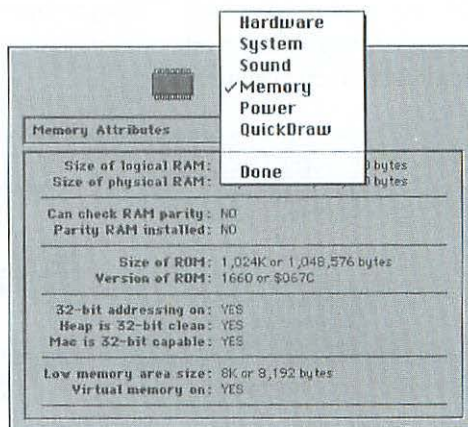 Hardware
System
Sound
✓Memory
Power
QuickDraw
Done
Memory Attributes
Size of logical RAM: bytes
Size of physical RAM: bytes
Can check RAM parity: NO
Parity RAM installed: NO
Size of ROM: 1,024K or 1,048,576 bytes
Version of ROM: 1660 or $067C
32-bit addressing on: YES
Heap is 32-bit clean: YES
Mac is 32-bit capable: YES
Low memory area size: 8K or 8,192 bytes
Virtual memory on: YES